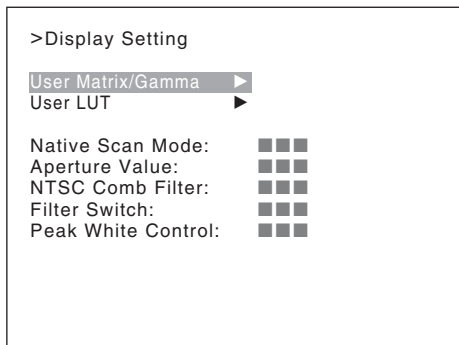 >Display Setting
User Matrix/Gamma ▶
User LUT ▶
Native Scan Mode: ■■■
Aperture Value: ■■■
NTSC Comb Filter: ■■■
Filter Switch: ■■■
Peak White Control: ■■■